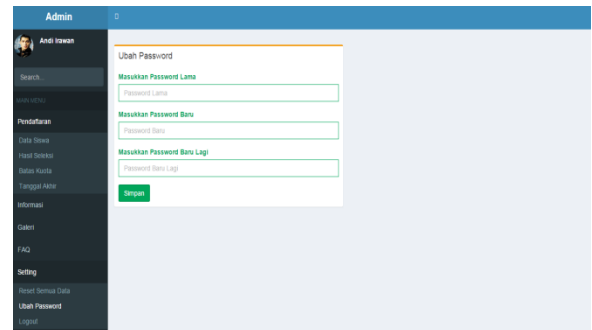 Admin
Andi Irawan
Search...
MAIN MENU
Pendaftaran
Data Siswa
Hasil Seleksi
Batas Kuota
Tanggal Akhir
Informasi
Galeri
FAQ
Setting
Reset Semua Data
Ubah Password
Logout
Ubah Password
Masukkan Password Lama
Password Lama
Masukkan Password Baru
Password Baru
Masukkan Password Baru Lagi
Password Baru Lagi
Simpan